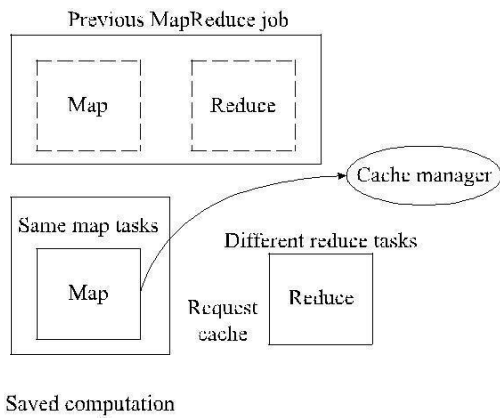 Previous MapReduce job
Map
Reduce
Cache manager
Same map tasks
Different reduce tasks
Map
Reduce
Request
cache
Saved computation